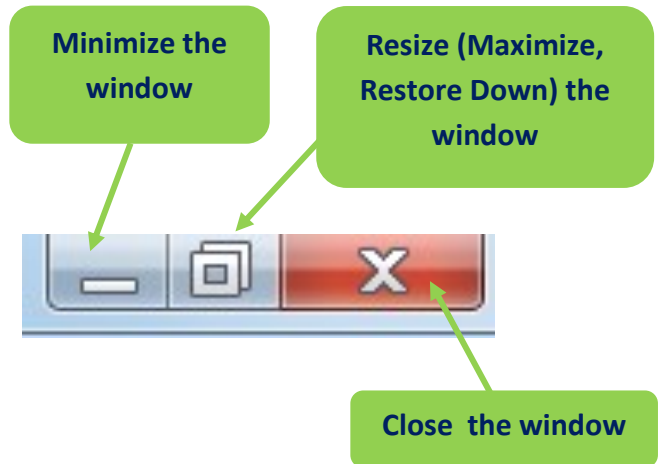 Minimize the
window
Resize (Maximize,
Restore Down) the
window
Close  the window